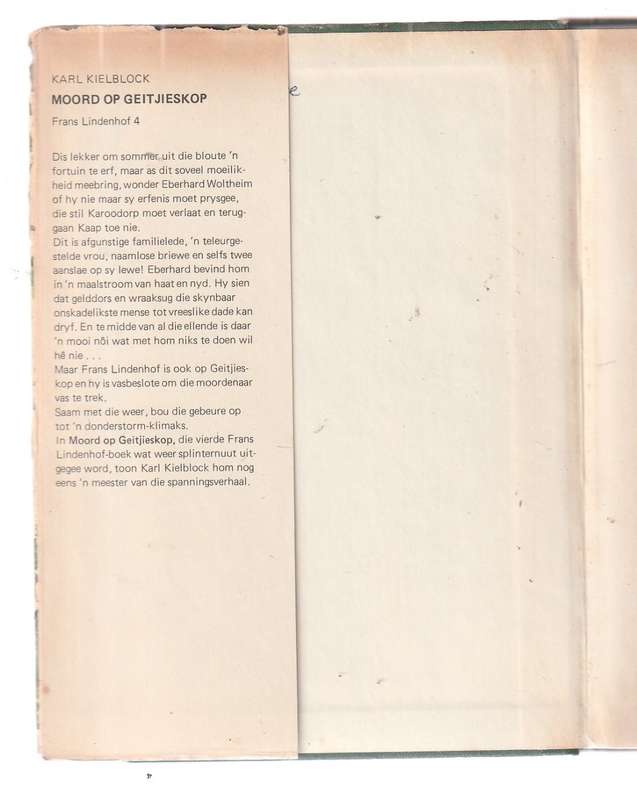 KARL KIELBLOCK
MOORD OP GEITJIESKOP
Frans Lindenhof 4
Dis lekker om sommer uit die bloute 'n
fortuin te erf, maar as dit soveel moeilik-
heid meebring, wonder Eberhard Woltheim
of hy nie maar sy erfenis moet prysgee,
die stil Karoodorp moet verlaat en terug-
gaan Kaap toe nie.
Dit is afgunstige familielede, 'n teleurge-
stelde vrou, naamlose briewe en selfs twee
aanslae op sy lewe! Eberhard bevind hom
in 'n maalstroom van haat en nyd. Hy sien
dat gelddors en wraaksug die skynbaar
onskadelikste mense tot vreeslike dade kan
dryf. En te midde van al die ellende is daar
'n mooi nôi wat met hom niks te doen wil
hê nie . . .
Maar Frans Lindenhof is ook op Geitjies-
kop en hy is vasbeslote om die moordenaar
vas te trek.
Saam met die weer, bou die gebeure op
tot 'n donderstorm-klimaks.
In Moord op Geitjieskop, die vierde Frans
Lindenhof-boek wat weer splinternuut uit-
gegee word, toon Karl Kielblock hom nog
eens 'n meester van die spanningsverhaal.
e